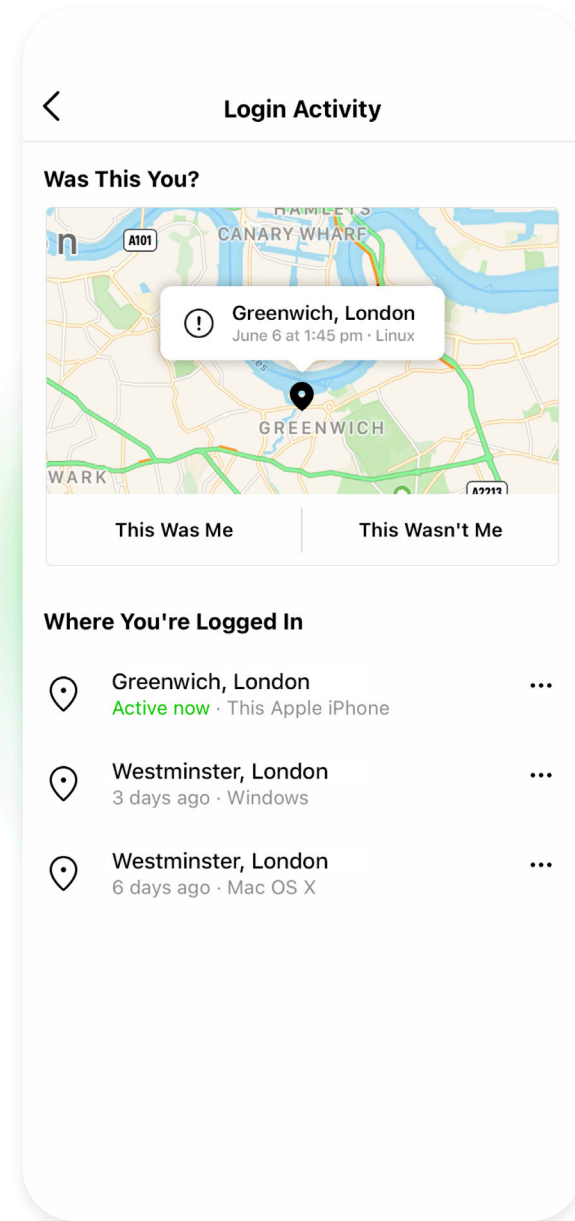 Login Activity
Was This You?
HAMLETS
n
A101
CANARY WHARF
Greenwich, London
June 6 at 1:45 pm · Linux
GREENWICH
WARK
A2213
This Was Me
This Wasn't Me
Where You're Logged In
Greenwich, London
Active now · This Apple iPhone
Westminster, London
3 days ago · Windows
Westminster, London
6 days ago · Mac OS X